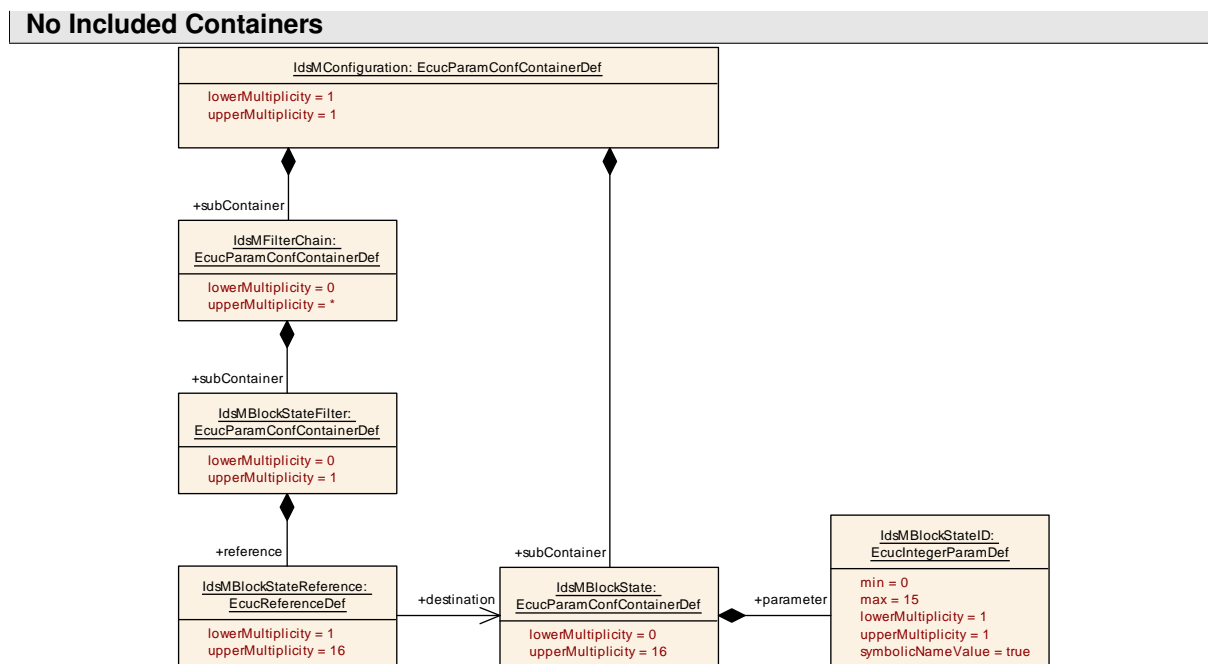 No Included Containers
IdsMConfiguration: EcucParamConfContainerDef
lowerMultiplicity = 1
upperMultiplicity = 1
+subContainer
IdsMFilterChain:
EcucParamConfContainerDef
lowerMultiplicity = 0
upperMultiplicity = *
+subContainer
IdsMBlockStateFilter:
EcucParamConfContainerDef
lowerMultiplicity = 0
upperMultiplicity = 1
+reference
+subContainer
IdsMBlockStateReference:
EcucReferenceDef
lowerMultiplicity = 1
upperMultiplicity = 16
+destination
IdsMBlockState:
EcucParamConfContainerDef
lowerMultiplicity = 0
upperMultiplicity = 16
+parameter
IdsMBlockStateID:
EcucIntegerParamDef
min = 0
max = 15
lowerMultiplicity = 1
upperMultiplicity = 1
symbolicNameValue = true